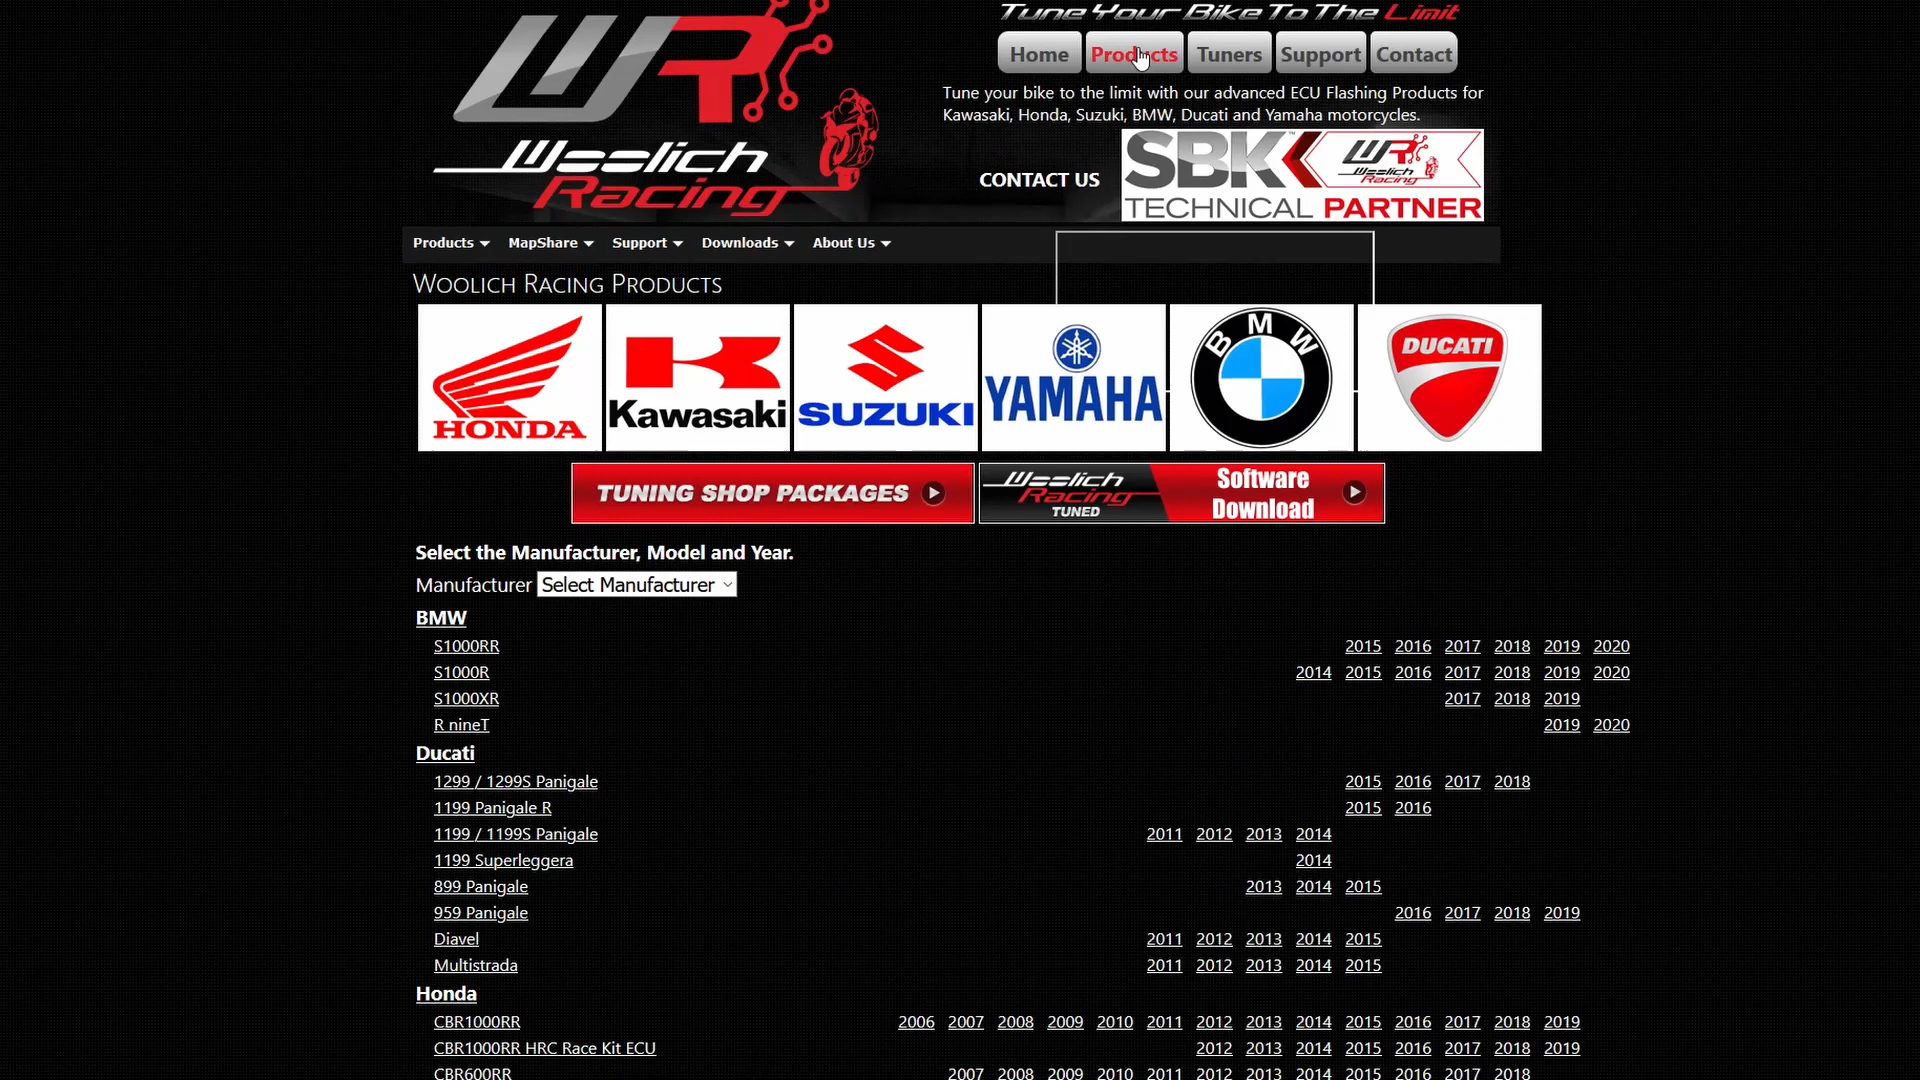 Tune Your Bike To The Limit
WR
Home Products Tuners Support Contact
Tune your bike to the limit with our advanced ECU Flashing Products for
Kawasaki, Honda, Suzuki, BMW, Ducati and Yamaha motorcycles.
Woolich
Racing
CONTACT US
SBK WR Woolich Racing
TECHNICAL PARTNER
Products MapShare Support Downloads About Us
WOOLICH RACING PRODUCTS
HONDA Kawasaki SUZUKI YAMAHA BMW DUCATI
TUNING SHOP PACKAGES
Woolich Racing TUNED
Software
Download
Select the Manufacturer, Model and Year.
Manufacturer Select Manufacturer
BMW
S1000RR 2015 2016 2017 2018 2019 2020
S1000R 2014 2015 2016 2017 2018 2019 2020
S1000XR 2017 2018 2019
R nineT 2019 2020
Ducati
1299 / 1299S Panigale 2015 2016 2017 2018
1199 Panigale R 2015 2016
1199 / 1199S Panigale 2011 2012 2013 2014
1199 Superleggera 2014
899 Panigale 2013 2014 2015
959 Panigale 2016 2017 2018 2019
Diavel 2011 2012 2013 2014 2015
Multistrada 2011 2012 2013 2014 2015
Honda
CBR1000RR 2006 2007 2008 2009 2010 2011 2012 2013 2014 2015 2016 2017 2018 2019
CBR1000RR HRC Race Kit ECU 2012 2013 2014 2015 2016 2017 2018 2019
CBR600RR 2007 2008 2009 2010 2011 2012 2013 2014 2015 2016 2017 2018